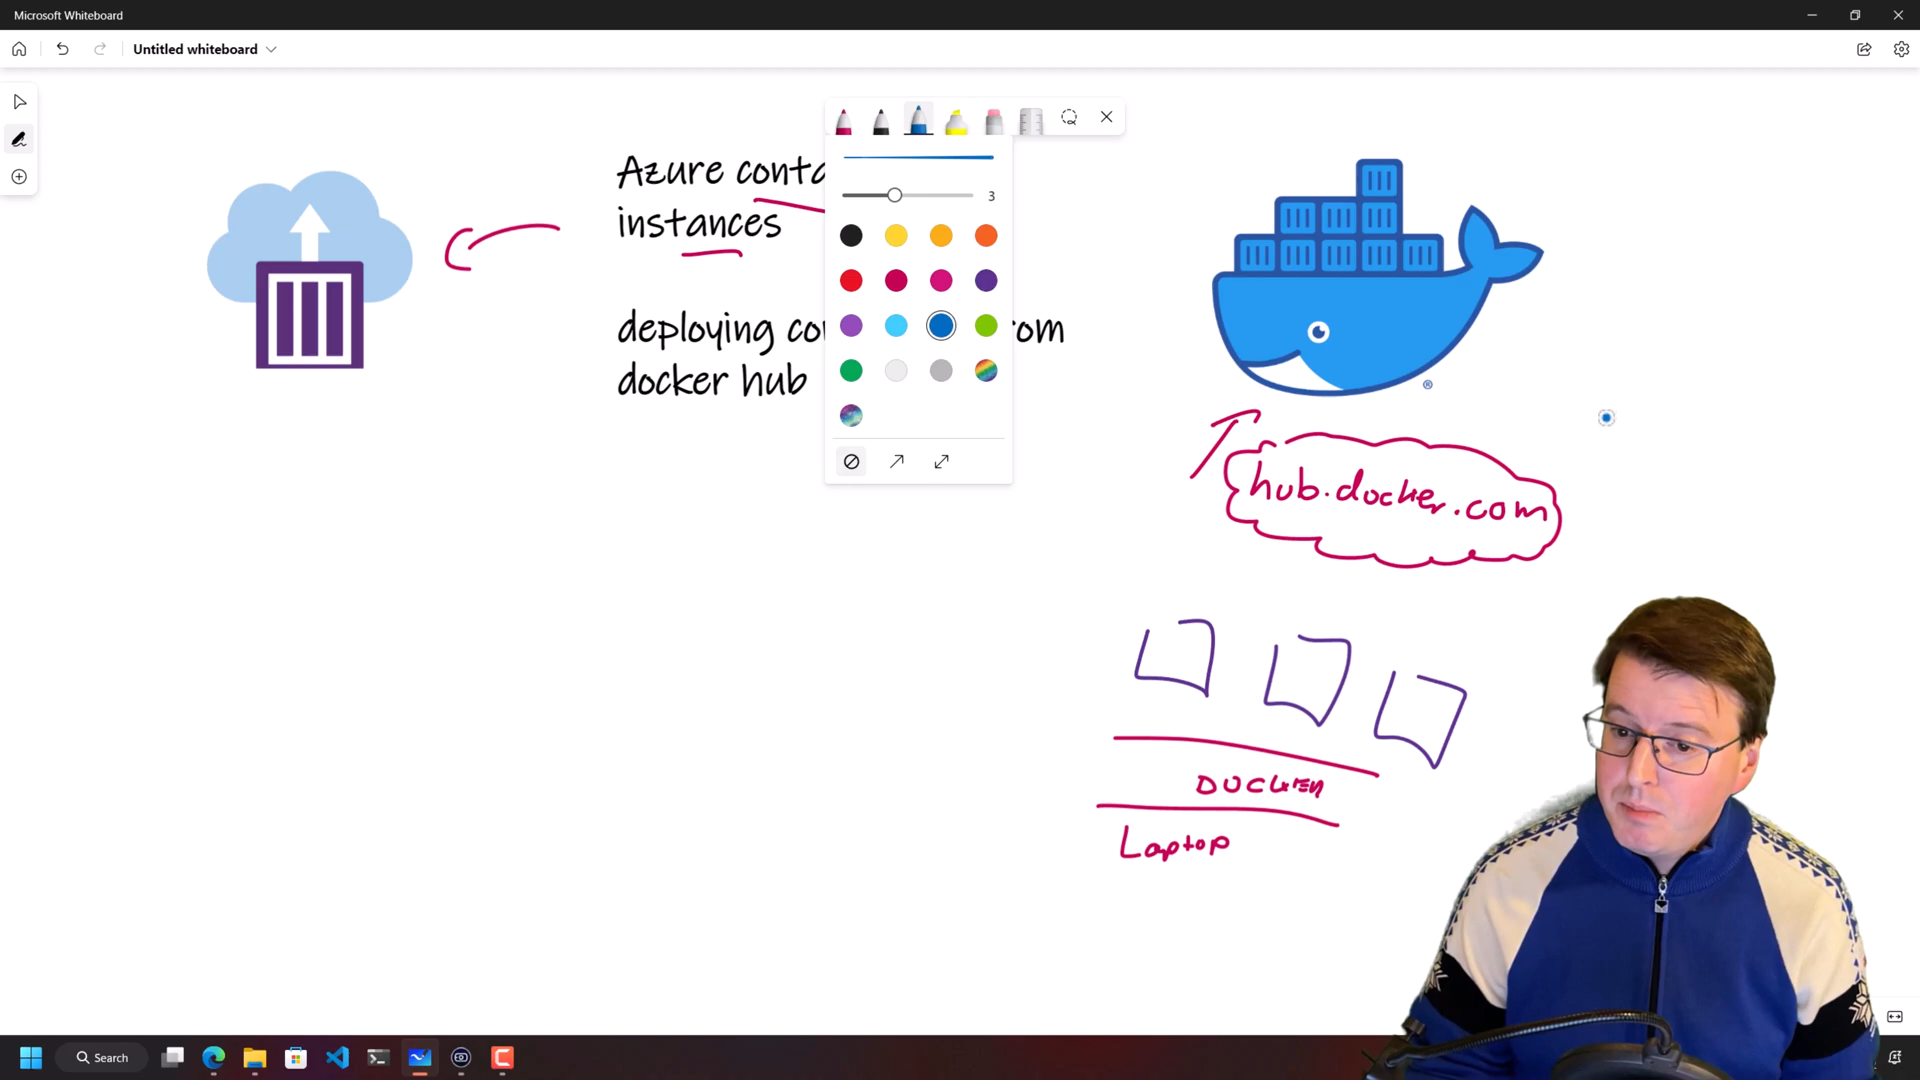 Microsoft Whiteboard
Untitled whiteboard
Azure conta
instances
deploying co om
docker hub
3
®
hub.docker.com
DOCKER
Laptop
Search